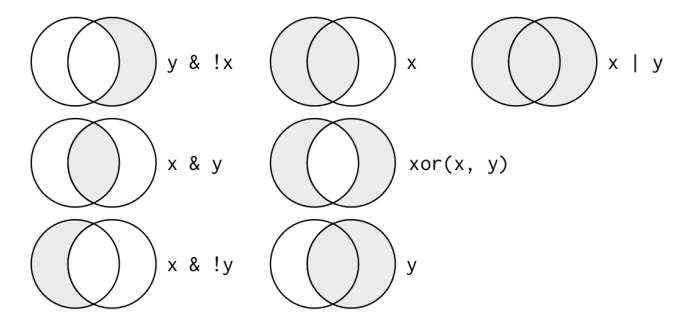 y & !x
x
x | y
x & y
xor(x, y)
x & !y
y